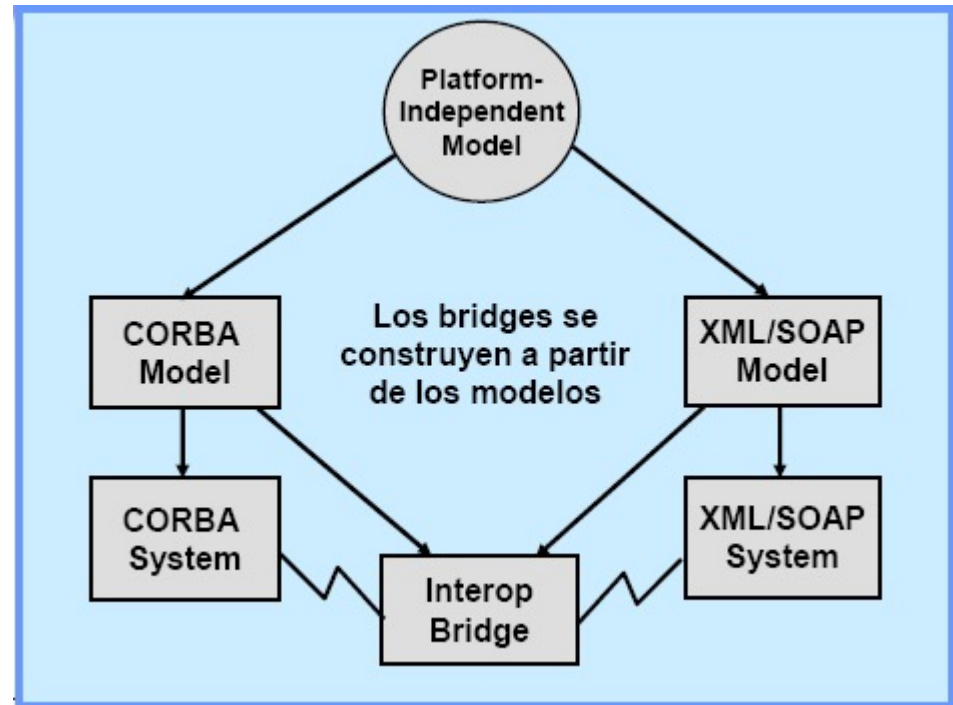 Platform-
Independent
Model
CORBA
Model
Los bridges se
construyen a partir
de los modelos
XML/SOAP
Model
CORBA
System
XML/SOAP
System
Interop
Bridge